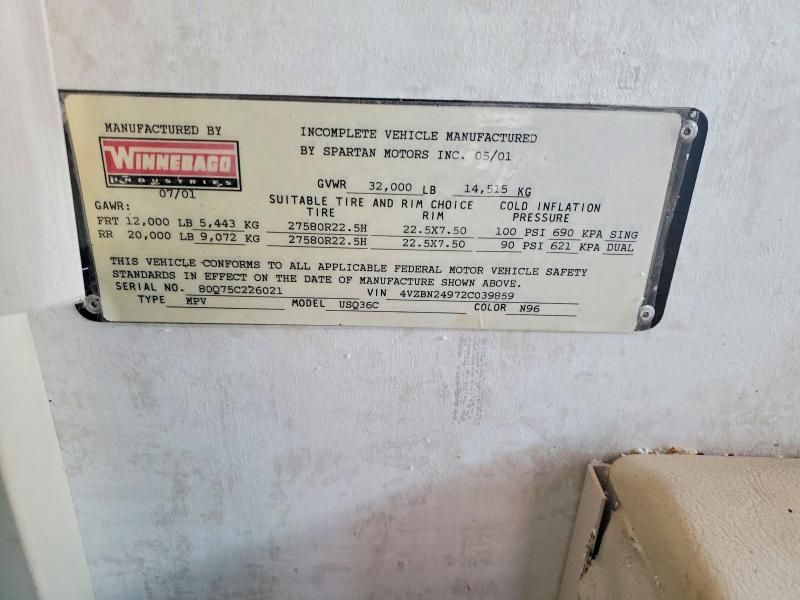 MANUFACTURED BY
WINNEBAGO
INDUSTRIES
07/01
INCOMPLETE VEHICLE MANUFACTURED
BY SPARTAN MOTORS INC. 05/01
GVWR 32,000 LB 14,515 KG
SUITABLE TIRE AND RIM CHOICE COLD INFLATION
GAWR: TIRE RIM PRESSURE
FRT 12,000 LB 5,443 KG 27580R22.5H 22.5X7.50 100 PSI 690 KPA SING
RR 20,000 LB 9,072 KG 27580R22.5H 22.5X7.50 90 PSI 621 KPA DUAL
THIS VEHICLE CONFORMS TO ALL APPLICABLE FEDERAL MOTOR VEHICLE SAFETY
STANDARDS IN EFFECT ON THE DATE OF MANUFACTURE SHOWN ABOVE.
SERIAL NO. 80Q75C226021 VIN 4VZBN24972C039859
TYPE MPV MODEL USQ36C COLOR N96